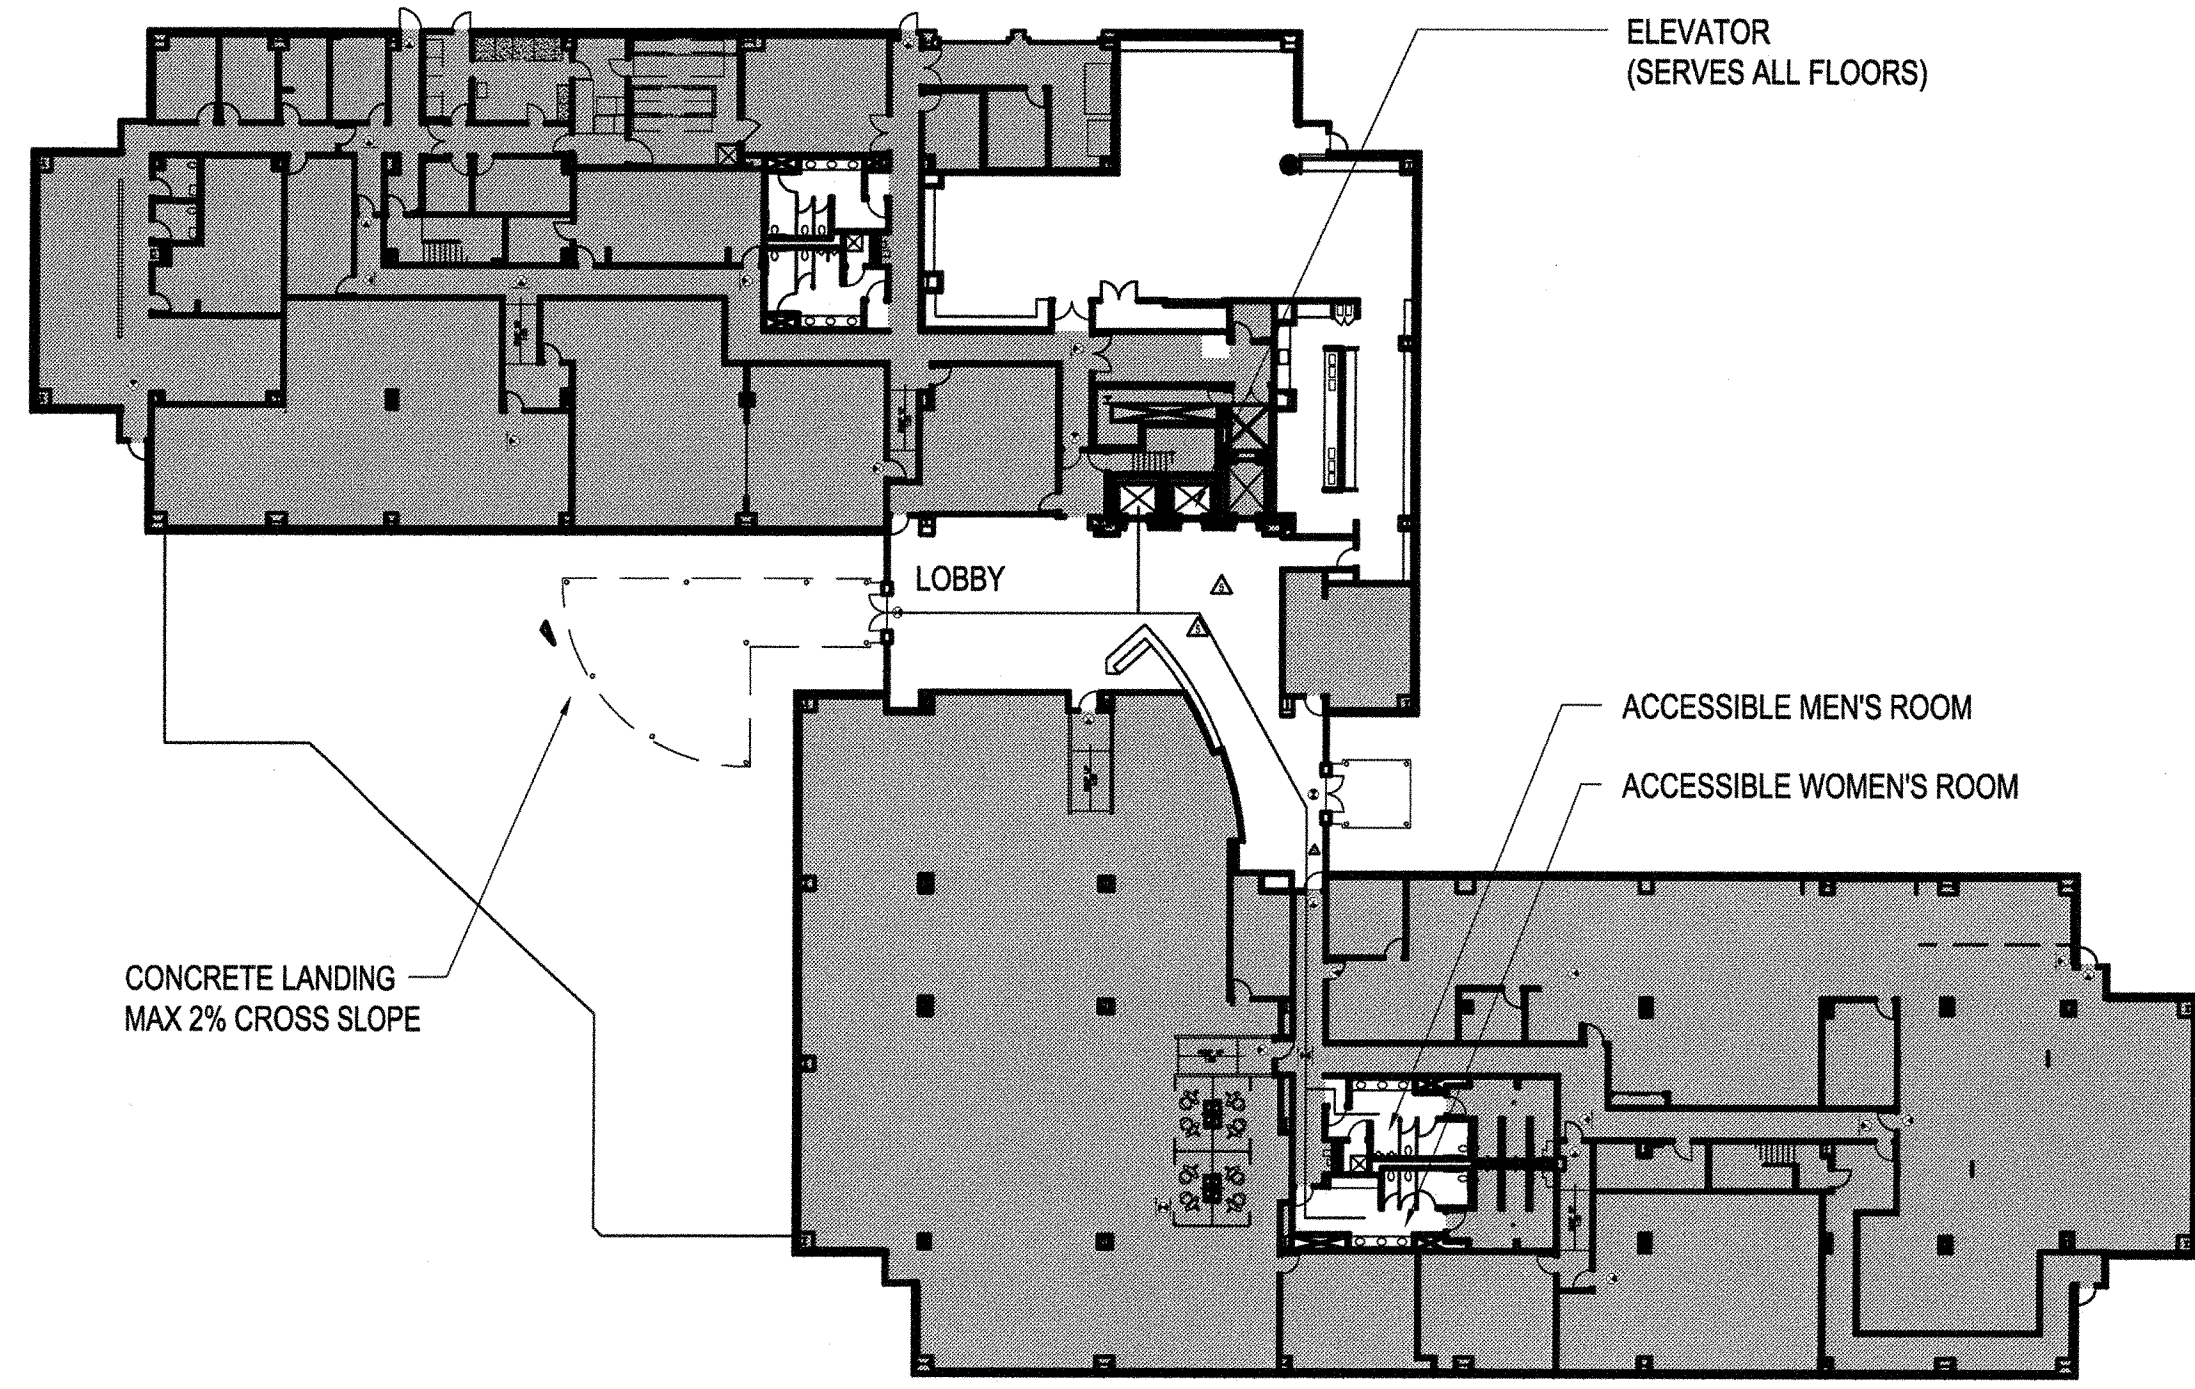 ELEVATOR
(SERVES ALL FLOORS)
LOBBY
ACCESSIBLE MEN'S ROOM
ACCESSIBLE WOMEN'S ROOM
CONCRETE LANDING
MAX 2% CROSS SLOPE